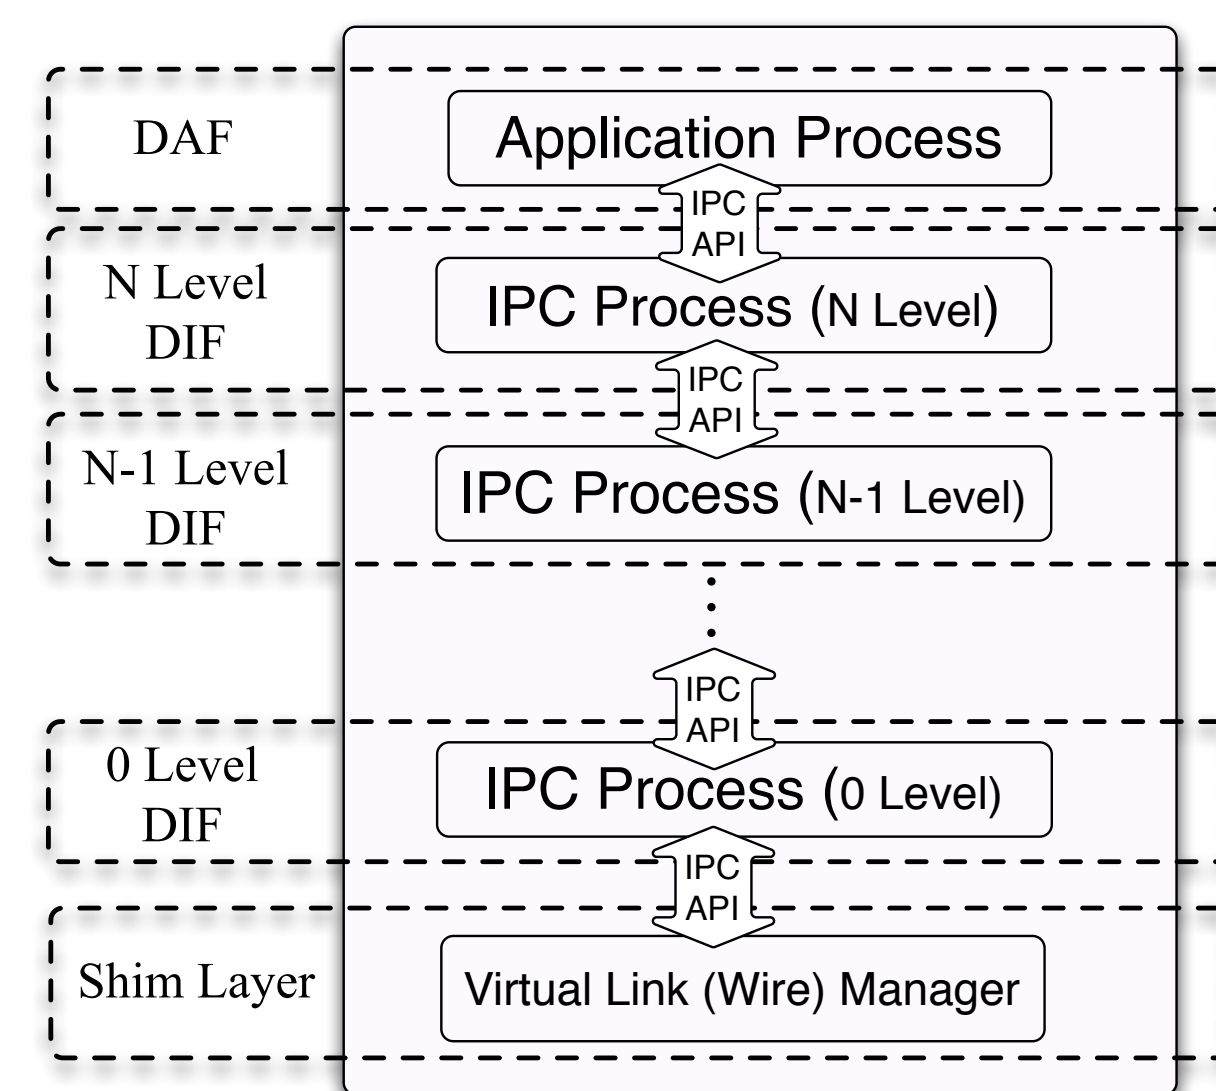 DAF
Application Process
IPC
API
N Level
DIF
IPC Process (N Level)
IPC
API
N-1 Level
DIF
IPC Process (N-1 Level)
IPC
API
0 Level
DIF
IPC Process (0 Level)
IPC
API
Shim Layer
Virtual Link (Wire) Manager